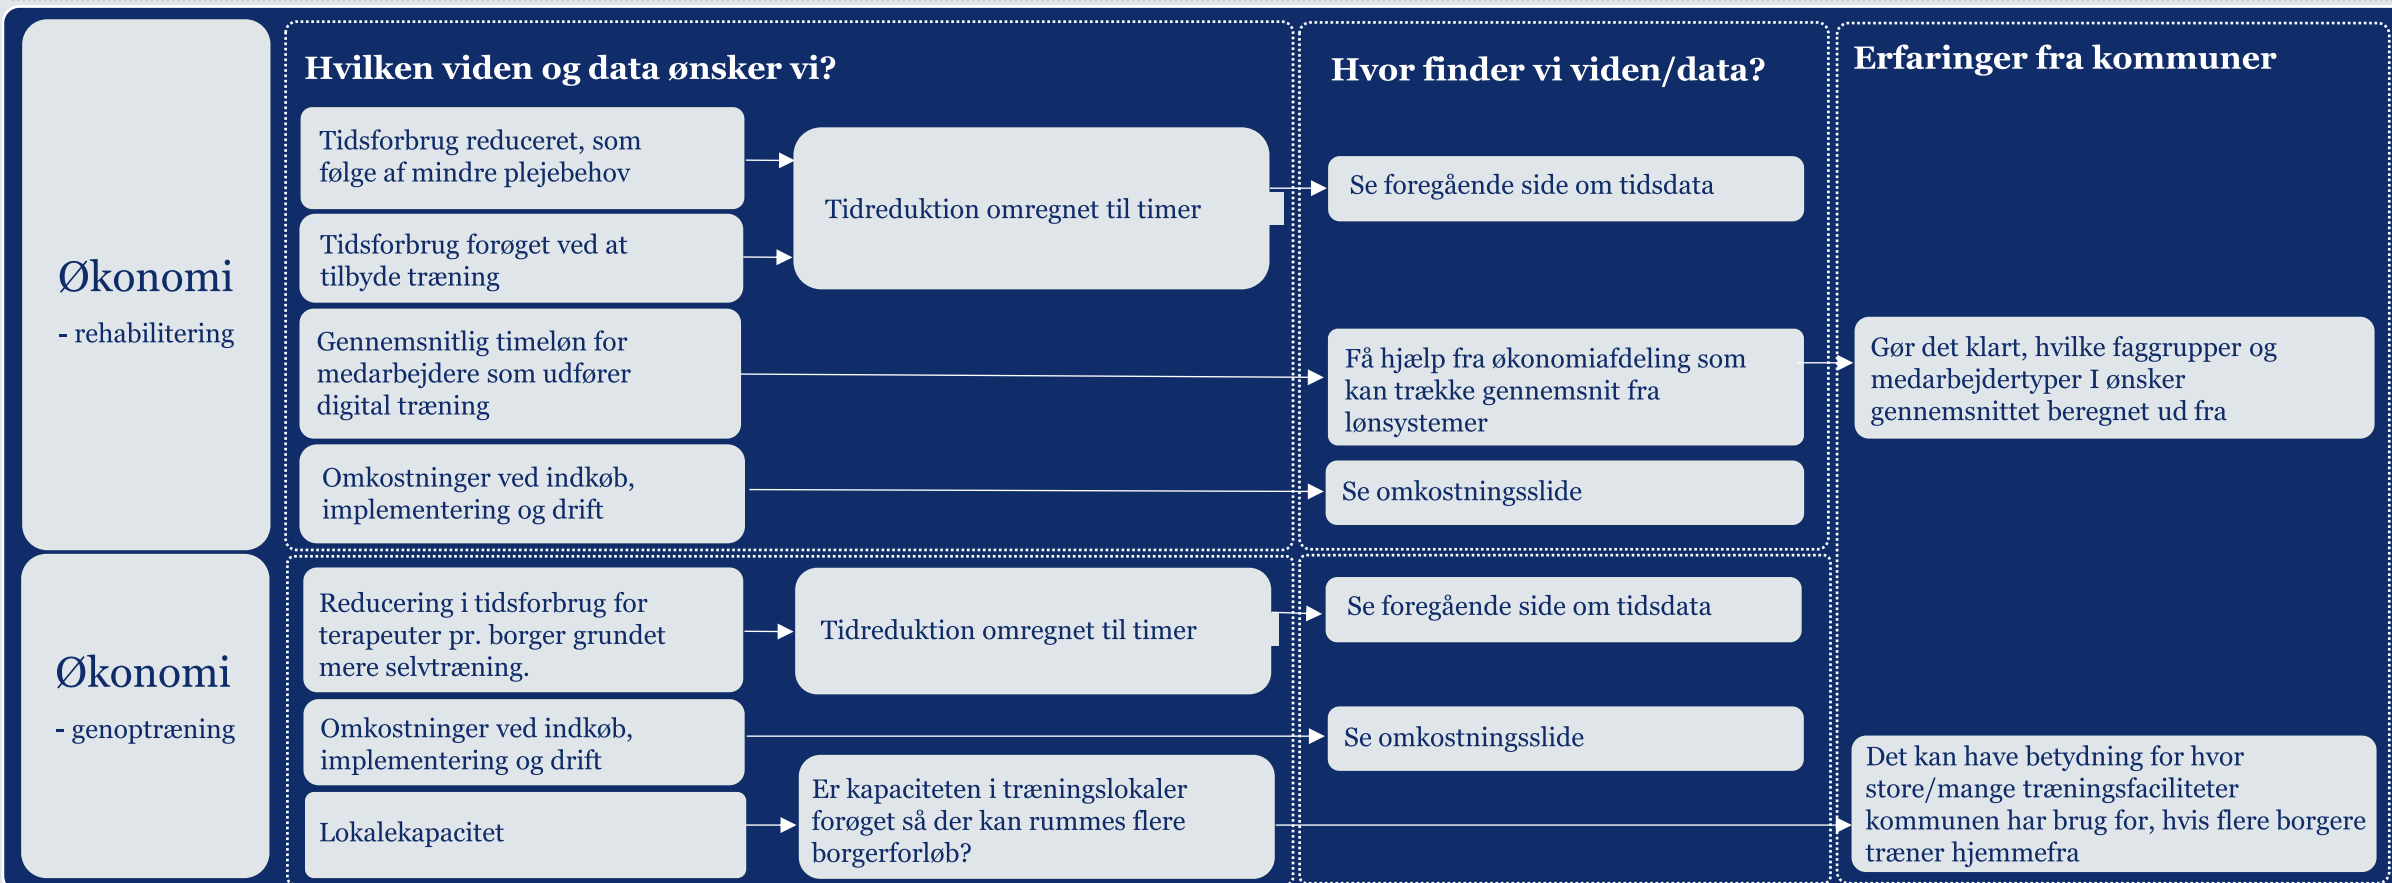 Økonomi
- rehabilitering
Hvilken viden og data ønsker vi?
Hvor finder vi viden/data?
Erfaringer fra kommuner
Tidsforbrug reduceret, som
følge af mindre plejebehov
Tidsforbrug forøget ved at
tilbyde træning
Tidreduktion omregnet til timer
Se foregående side om tidsdata
Gennemsnitlig timeløn for
medarbejdere som udfører
digital træning
Få hjælp fra økonomiafdeling som
kan trække gennemsnit fra
lønsystemer
Gør det klart, hvilke faggrupper og
medarbejdertyper I ønsker
gennemsnittet beregnet ud fra
Omkostninger ved indkøb,
implementering og drift
Se omkostningsslide
Økonomi
- genoptræning
Reducering i tidsforbrug for
terapeuter pr. borger grundet
mere selvtræning.
Tidreduktion omregnet til timer
Se foregående side om tidsdata
Omkostninger ved indkøb,
implementering og drift
Se omkostningsslide
Lokalekapacitet
Er kapaciteten i træningslokaler
forøget så der kan rummes flere
borgerforløb?
Det kan have betydning for hvor
store/mange træningsfaciliteter
kommunen har brug for, hvis flere borgere
træner hjemmefra